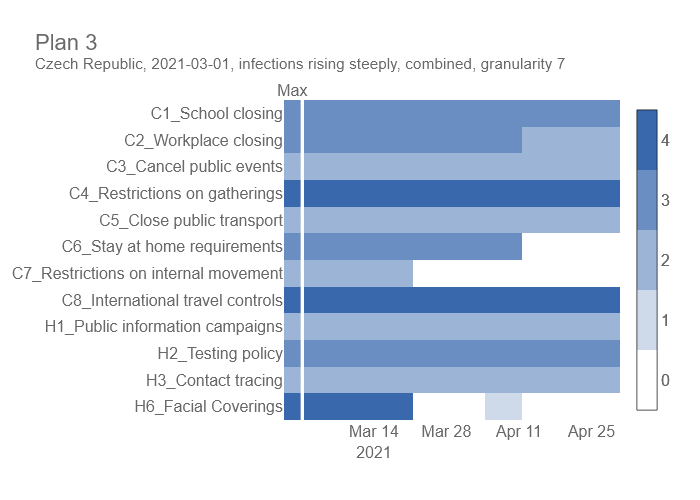 Plan 3
Czech Republic, 2021-03-01, infections rising steeply, combined, granularity 7
Max
C1_School closing
C2_Workplace closing
C3_Cancel public events
C4_Restrictions on gatherings
C5_Close public transport
C6_Stay at home requirements
C7_Restrictions on internal movement
C8_International travel controls
H1_Public information campaigns
H2_Testing policy
H3_Contact tracing
H6_Facial Coverings
Mar 14 Mar 28 Apr 11 Apr 25
2021
4
3
2
1
0